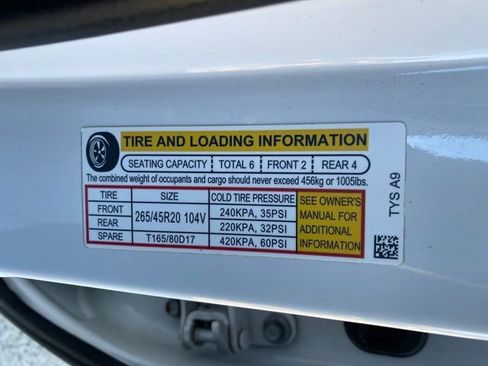 TIRE AND LOADING INFORMATION
SEATING CAPACITY TOTAL 6 FRONT 2 REAR 4
The combined weight of occupants and cargo should never exceed 456kg or 1005lbs.
TIRE SIZE COLD TIRE PRESSURE
FRONT 265/45R20 104V 240KPA, 35PSI
REAR 220KPA, 32PSI
SPARE T165/80D17 420KPA, 60PSI
SEE OWNER'S
MANUAL FOR
ADDITIONAL
INFORMATION
TYS A9